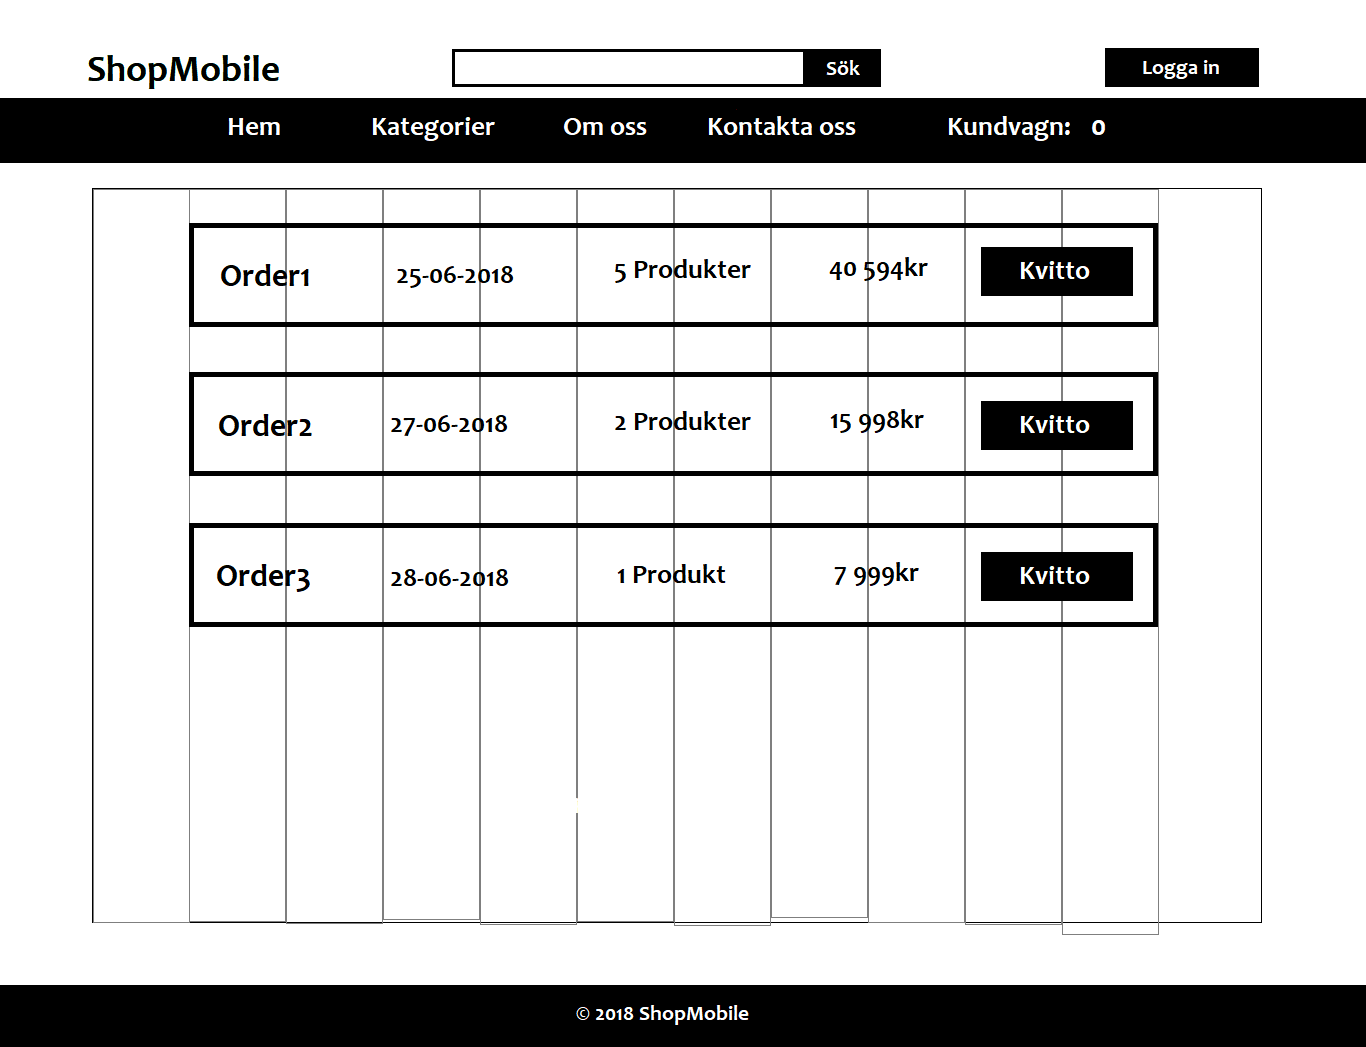 ShopMobile
Sök
Logga in
Hem Kategorier Om oss Kontakta oss Kundvagn: 0
Order1 25-06-2018 5 Produkter 40 594kr Kvitto
Order2 27-06-2018 2 Produkter 15 998kr Kvitto
Order3 28-06-2018 1 Produkt 7 999kr Kvitto
© 2018 ShopMobile